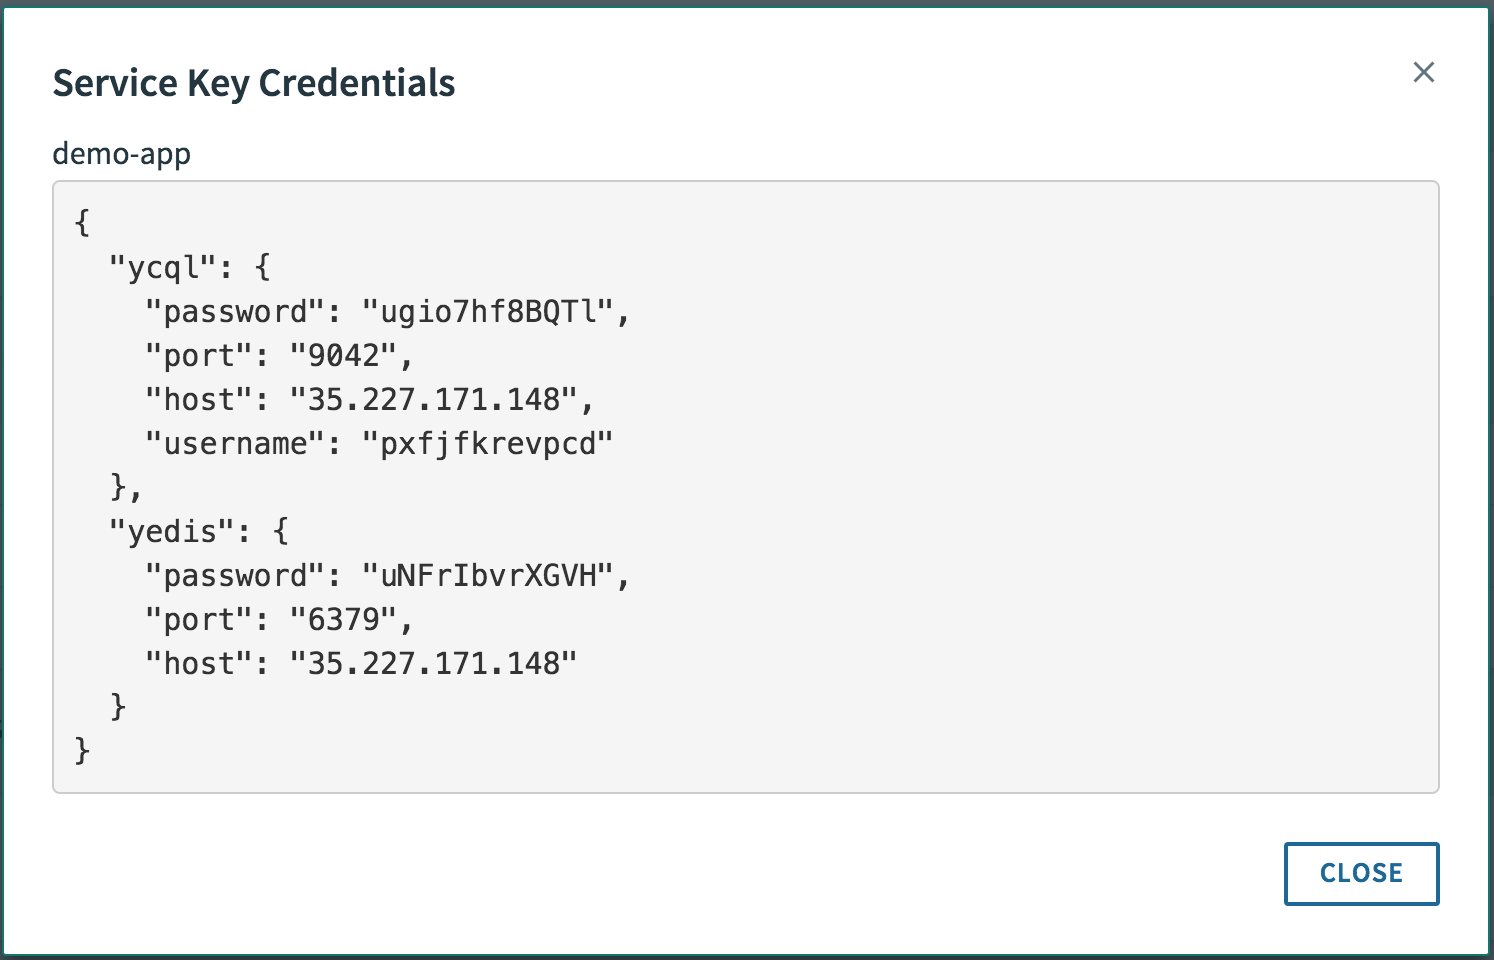 Service Key Credentials
demo-app
{
  "ycql": {
    "password": "ugio7hf8BQTl",
    "port": "9042",
    "host": "35.227.171.148",
    "username": "pxfjfkrevpcd"
  },
  "yedis": {
    "password": "uNFrIbvrXGVH",
    "port": "6379",
    "host": "35.227.171.148"
  }
}
CLOSE